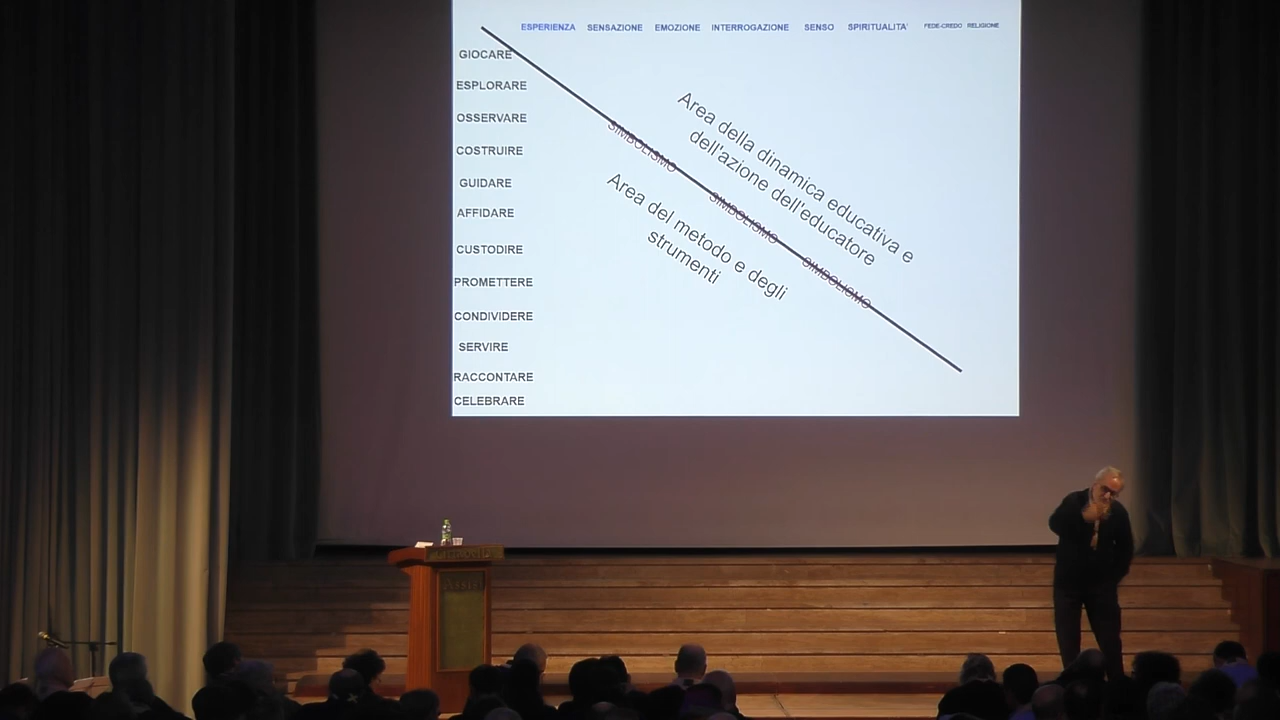 ESPERIENZA SENSAZIONE EMOZIONE INTERROGAZIONE SENSO SPIRITUALITA' FEDE-CREDO RELIGIONE
GIOCARE
ESPLORARE
OSSERVARE
COSTRUIRE
GUIDARE
AFFIDARE
CUSTODIRE
PROMETTERE
CONDIVIDERE
SERVIRE
RACCONTARE
CELEBRARE
SIMBOLISMO
SIMBOLISMO
SIMBOLISMO
Area della dinamica educativa e
dell'azione dell'educatore
Area del metodo e degli
strumenti
Assisi